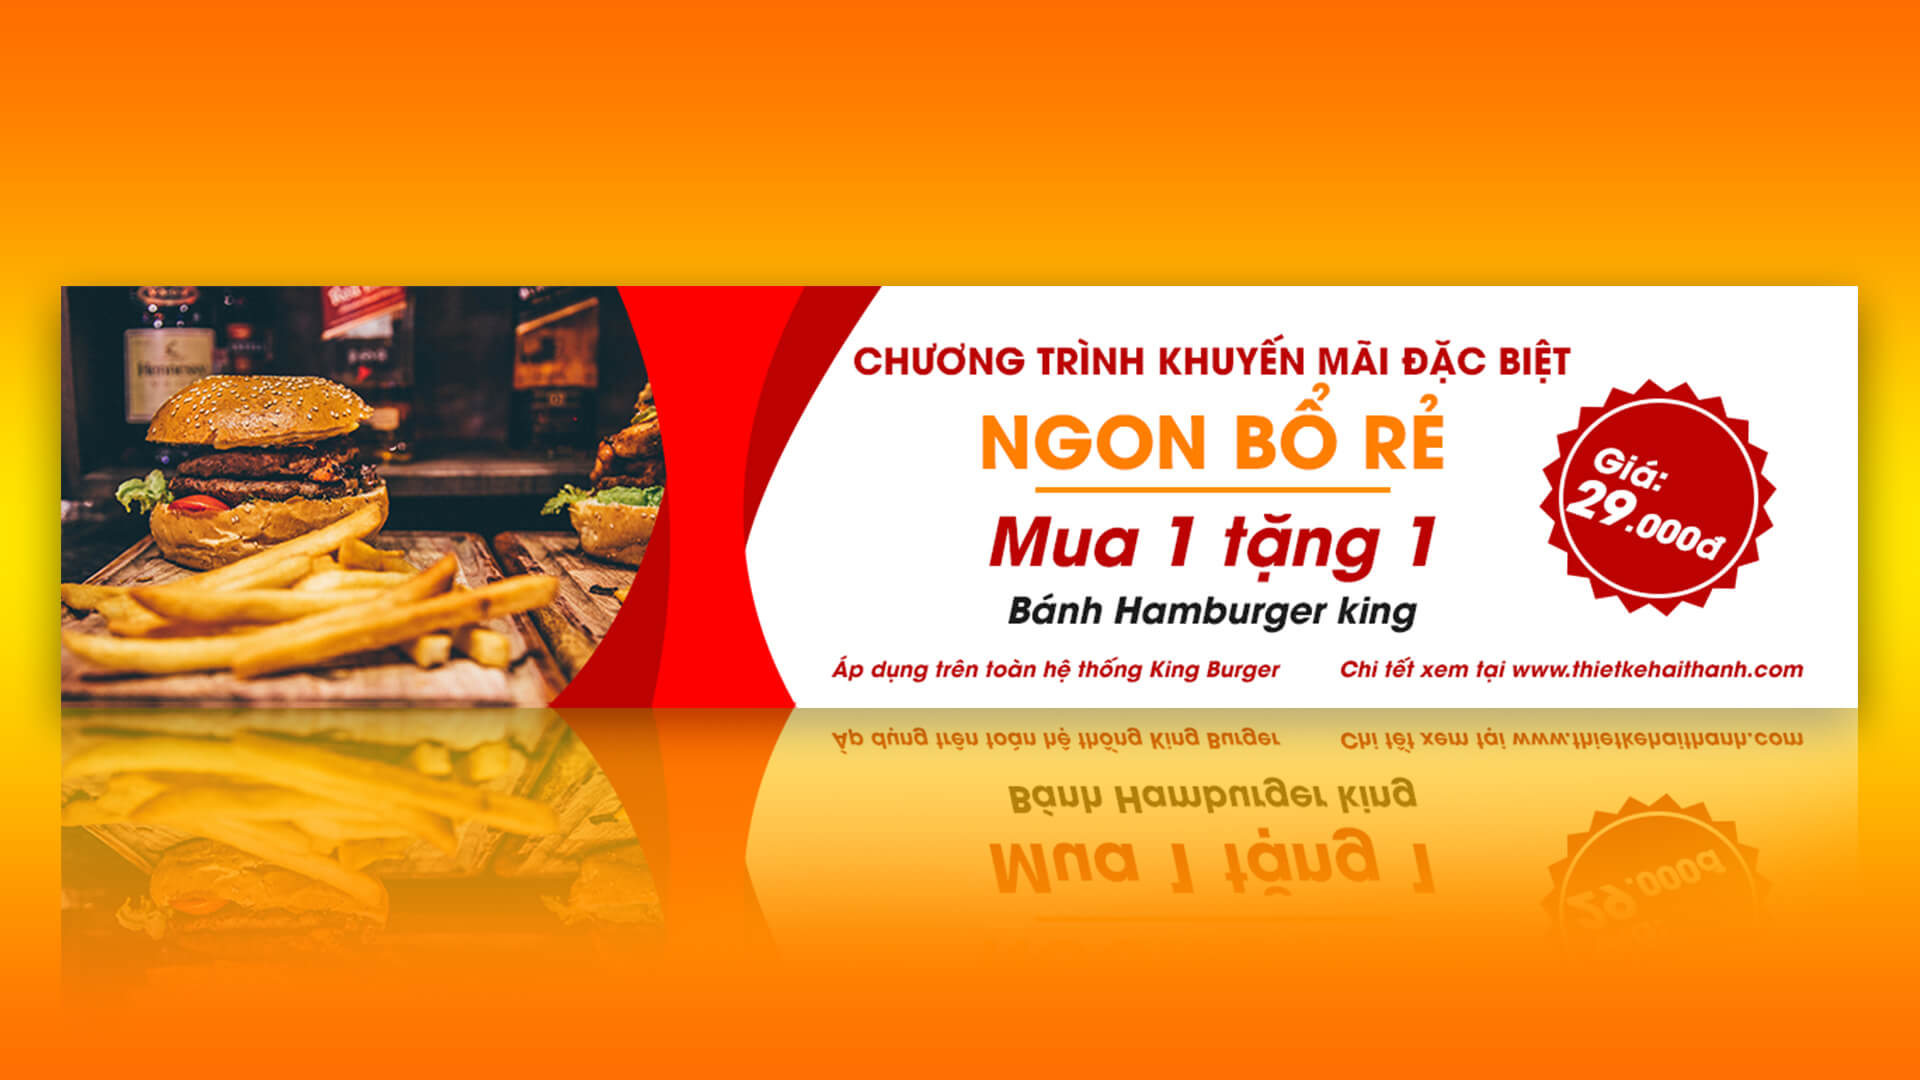 Hennessy
CHƯƠNG TRÌNH KHUYẾN MÃI ĐẶC BIỆT
NGON BỔ RẺ
Mua 1 tặng 1
Bánh Hamburger king
Giá:
29.000đ
Áp dụng trên toàn hệ thống King Burger
Chi tết xem tại www.thietkehaithanh.com